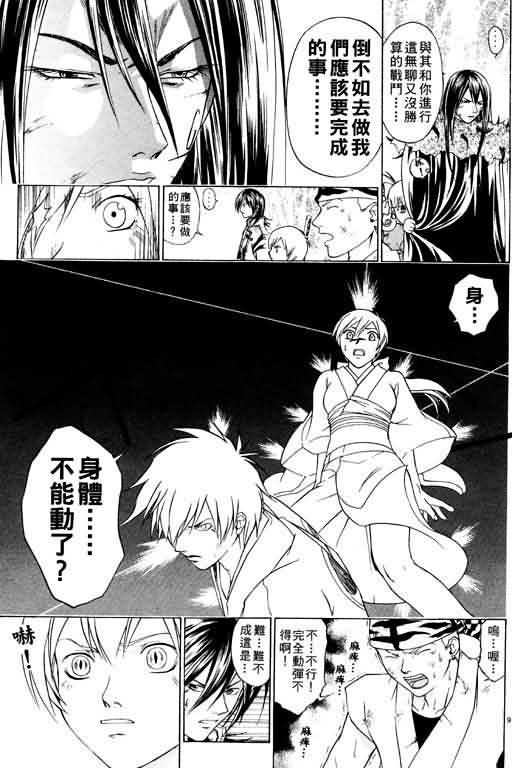 ……
與其和你進行
這無聊又沒勝
算的戰鬥……
倒不如去做我
們應該要完成
的事………
…
應該要做
的事…?
身…
身體……
不能動了?
嗚…喔…
麻痺
麻痺
不…不行!
完全動彈不
得啊!
麻痺
難…難不
成這是…
嚇!
9